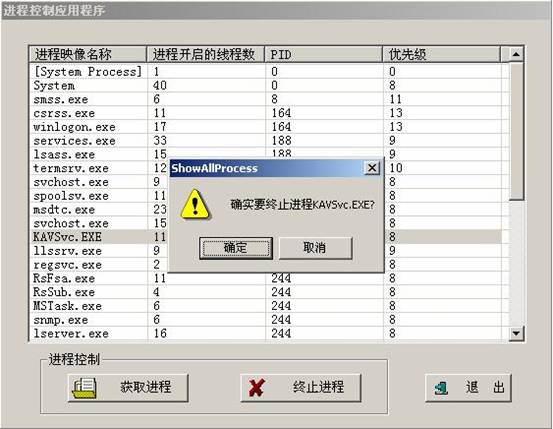 进程控制应用程序
进程映像名称 进程开启的线程数 PID 优先级
[System Process] 1 0 0
System 40 0 8
smss.exe 6 8 11
csrss.exe 11 164 13
winlogon.exe 17 164 13
services.exe 33 188 9
lsass.exe 15 188 9
termsrv.exe 12 10
svchost.exe 9 8
spoolsv.exe 11 8
msdtc.exe 23 8
svchost.exe 15 8
KAVSvc.EXE 11 8
llssrv.exe 9 9
regsvc.exe 2 8
RsFsa.exe 11 244 8
RsSub.exe 4 244 8
MSTask.exe 6 244 8
snmp.exe 6 244 8
lserver.exe 16 244 8
ShowAllProcess
确实要终止进程KAVSvc.EXE?
确定 取消
进程控制
获取进程 终止进程 退 出